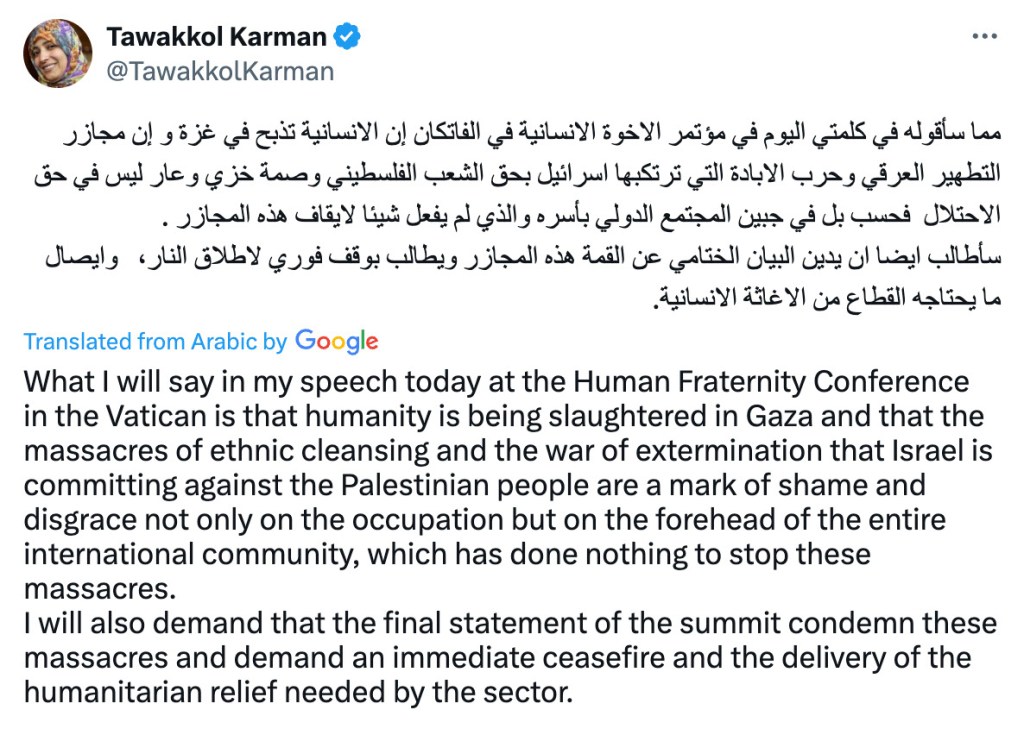 Tawakkol Karman
@TawakkolKarman
مما سأقوله في كلمتي اليوم في مؤتمر الاخوة الانسانية في الفاتكان إن الانسانية تذبح في غزة و إن مجازر
التطهير العرقي وحرب الابادة التي ترتكبها اسرائيل بحق الشعب الفلسطيني وصمة خزي وعار ليس في حق
الاحتلال فحسب بل في جبين المجتمع الدولي بأسره والذي لم يفعل شيئا لايقاف هذه المجازر .
سأطالب ايضا ان يدين البيان الختامي عن القمة هذه المجازر ويطالب بوقف فوري لاطلاق النار، وايصال
ما يحتاجه القطاع من الاغاثة الانسانية.
Translated from Arabic by Google
What I will say in my speech today at the Human Fraternity Conference
in the Vatican is that humanity is being slaughtered in Gaza and that the
massacres of ethnic cleansing and the war of extermination that Israel is
committing against the Palestinian people are a mark of shame and
disgrace not only on the occupation but on the forehead of the entire
international community, which has done nothing to stop these
massacres.
I will also demand that the final statement of the summit condemn these
massacres and demand an immediate ceasefire and the delivery of the
humanitarian relief needed by the sector.